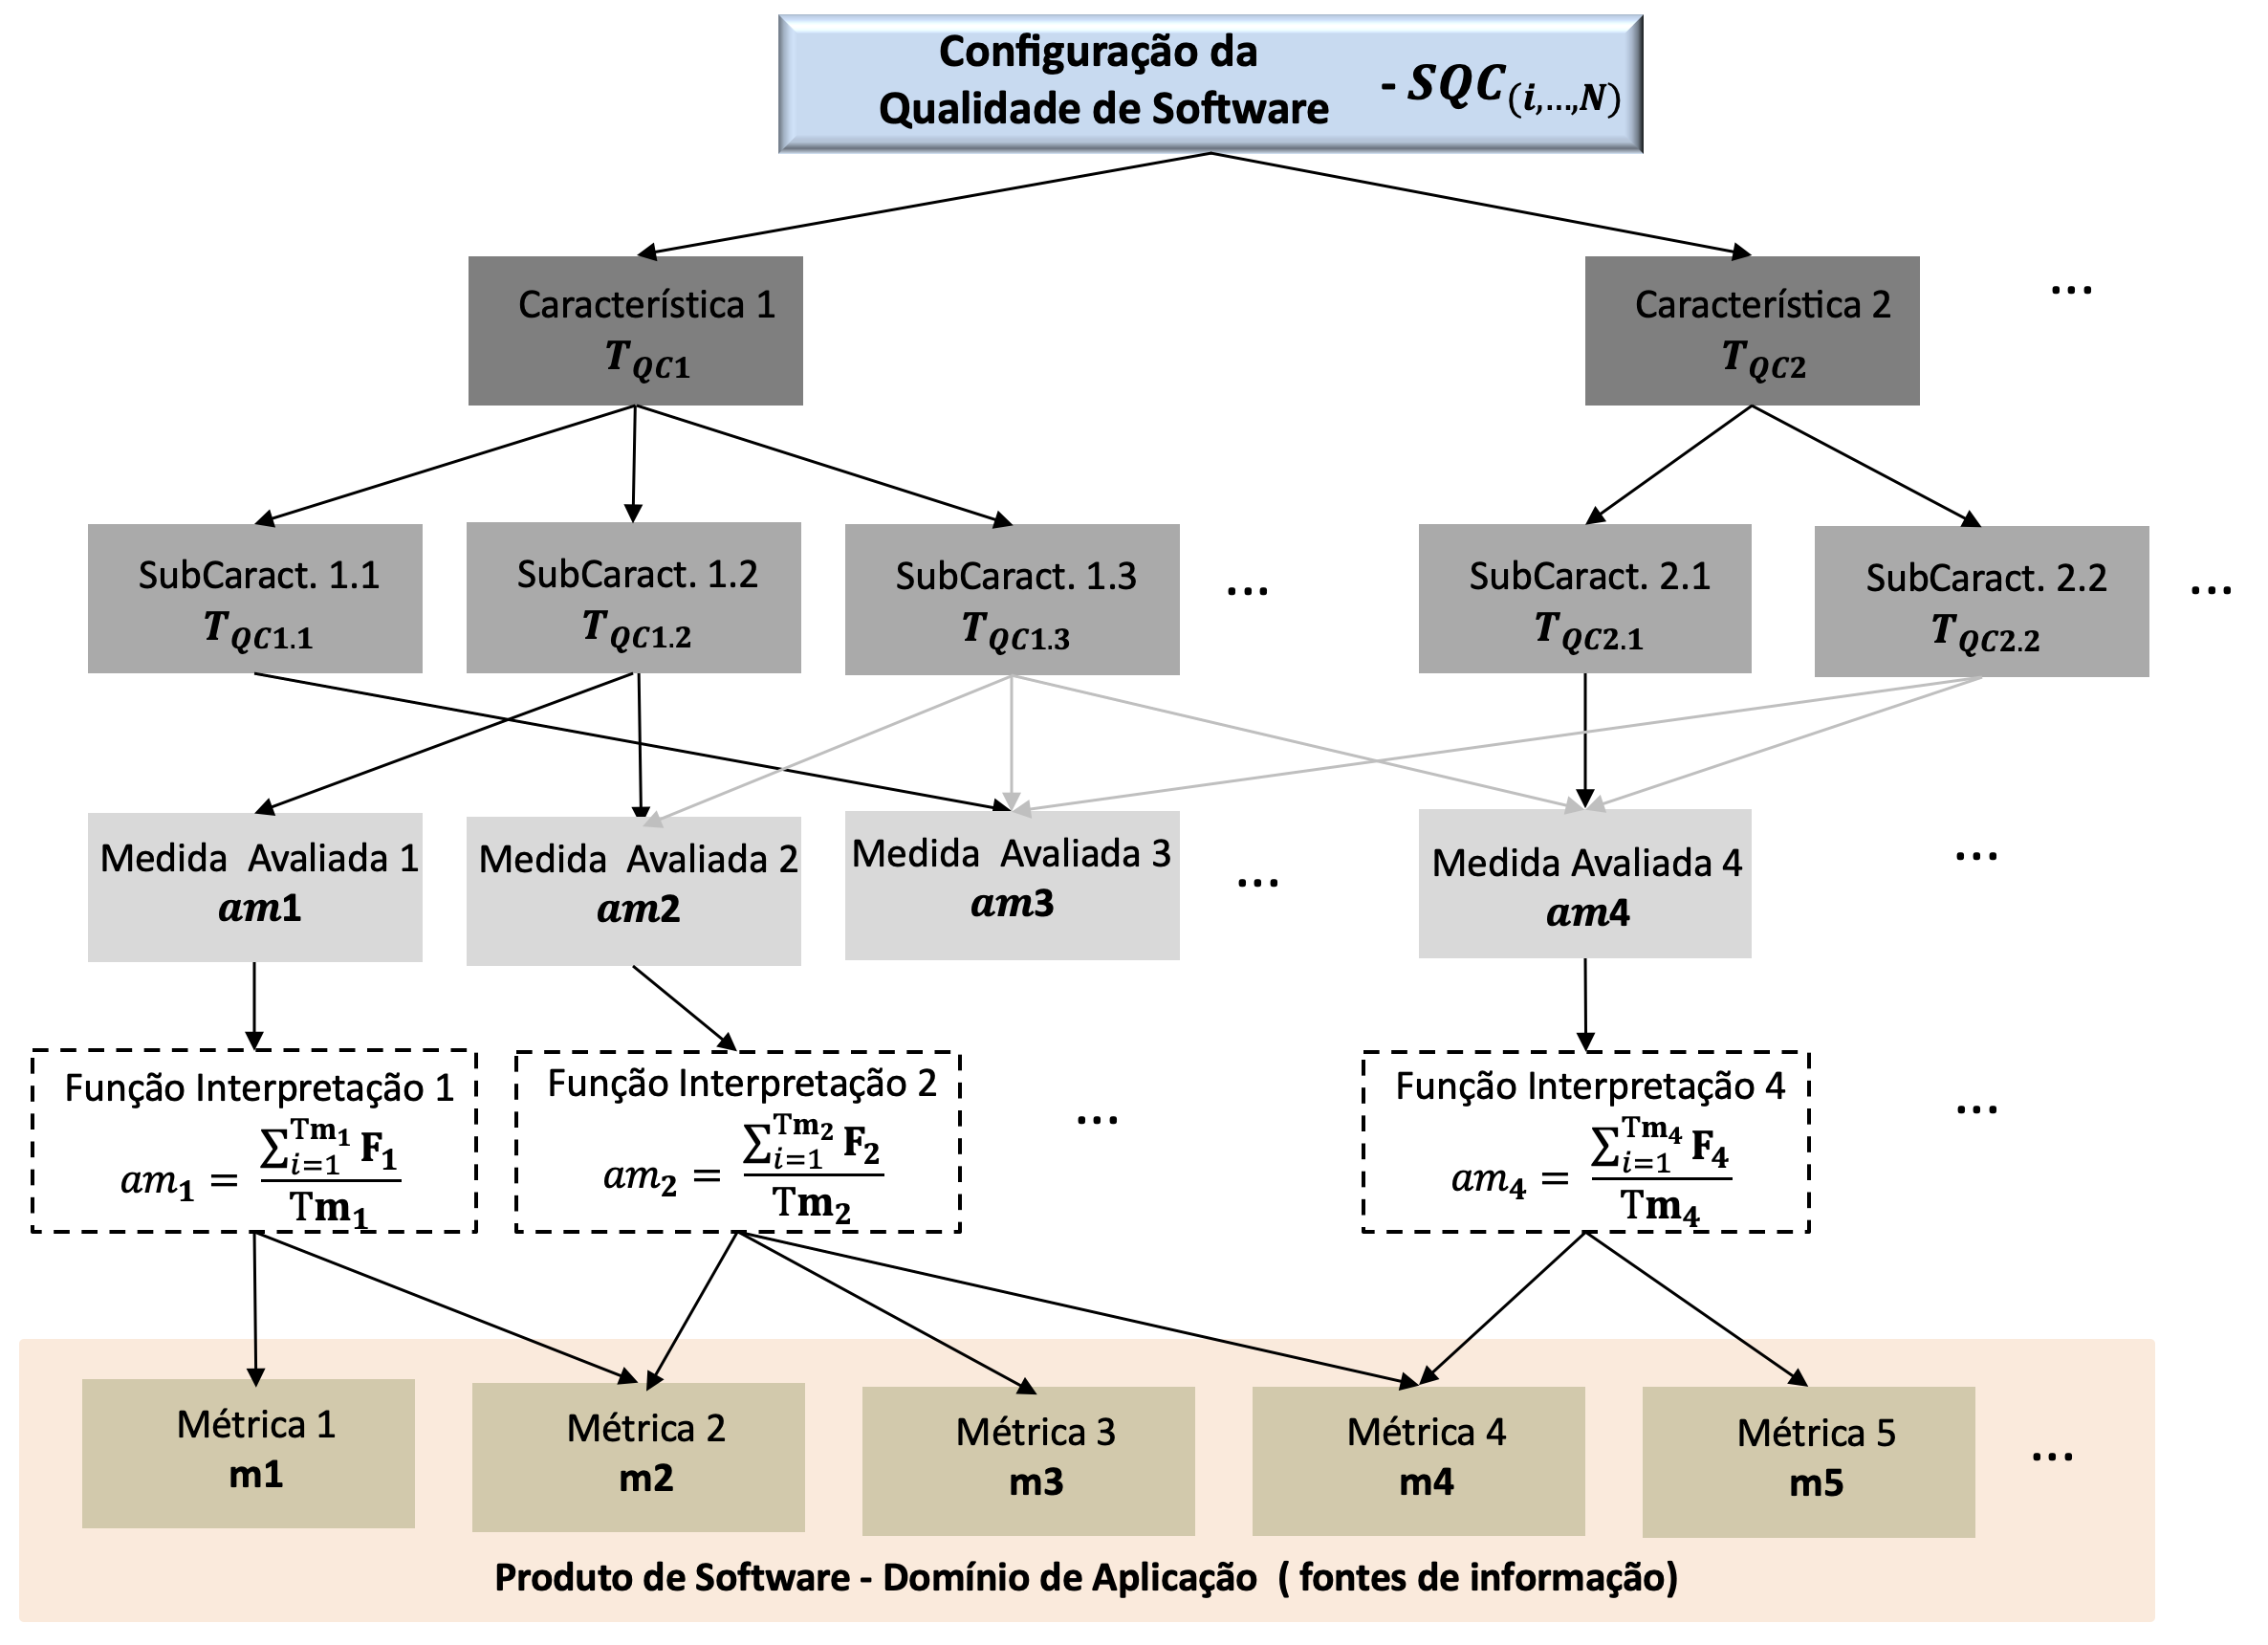 Configuração da
Qualidade de Software - SQC(i,...,N)
Característica 1
TQC1
Característica 2
TQC2
...
SubCaract. 1.1
TQC1.1
SubCaract. 1.2
TQC1.2
SubCaract. 1.3
TQC1.3
...
SubCaract. 2.1
TQC2.1
SubCaract. 2.2
TQC2.2
...
Medida Avaliada 1
am1
Medida Avaliada 2
am2
Medida Avaliada 3
am3
...
Medida Avaliada 4
am4
...
Função Interpretação 1
am₁ = ∑_{i=1}^{Tm₁} F₁ / Tm₁
Função Interpretação 2
am₂ = ∑_{i=1}^{Tm₂} F₂ / Tm₂
...
Função Interpretação 4
am₄ = ∑_{i=1}^{Tm₄} F₄ / Tm₄
...
Métrica 1
m1
Métrica 2
m2
Métrica 3
m3
Métrica 4
m4
Métrica 5
m5
...
Produto de Software - Domínio de Aplicação ( fontes de informação)